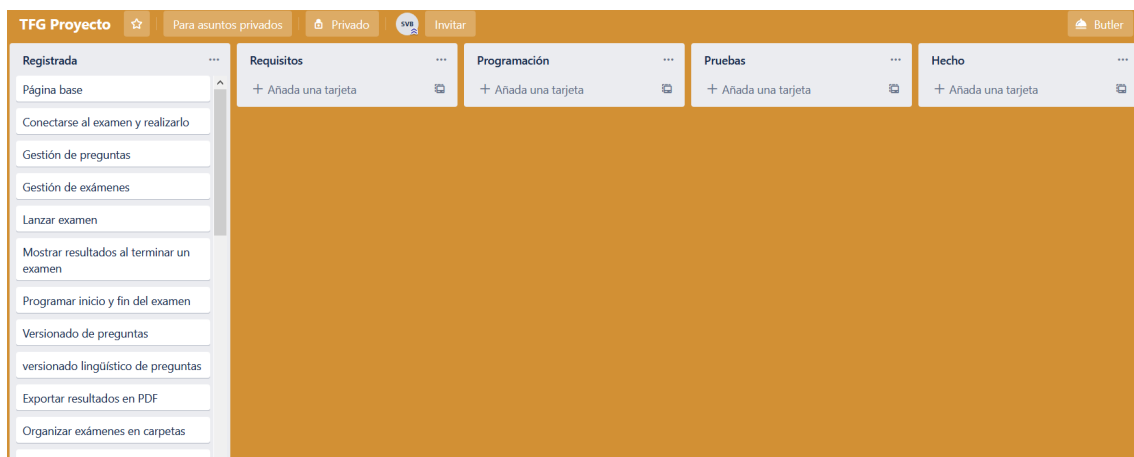 TFG Proyecto
Para asuntos privados
Privado
SVB
Invitar
Butler
Registrada
Página base
Conectarse al examen y realizarlo
Gestión de preguntas
Gestión de exámenes
Lanzar examen
Mostrar resultados al terminar un
examen
Programar inicio y fin del examen
Versionado de preguntas
versionado lingüístico de preguntas
Exportar resultados en PDF
Organizar exámenes en carpetas
Requisitos
+ Añada una tarjeta
Programación
+ Añada una tarjeta
Pruebas
+ Añada una tarjeta
Hecho
+ Añada una tarjeta